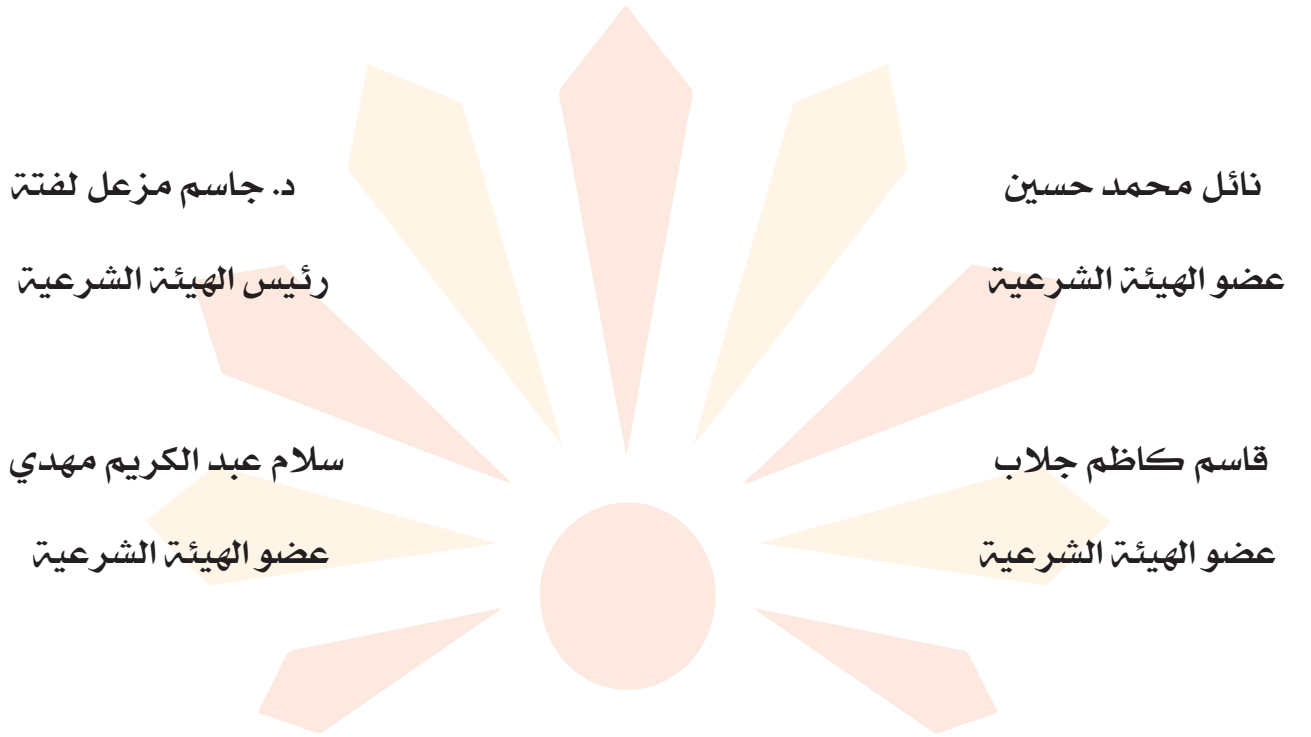 نائل محمد حسين
د. جاسم مزعل لفتة
عضو الهيئة الشرعية
رئيس الهيئة الشرعية
قاسم كاظم جلاب
سلام عبد الكريم مهدي
عضو الهيئة الشرعية
عضو الهيئة الشرعية